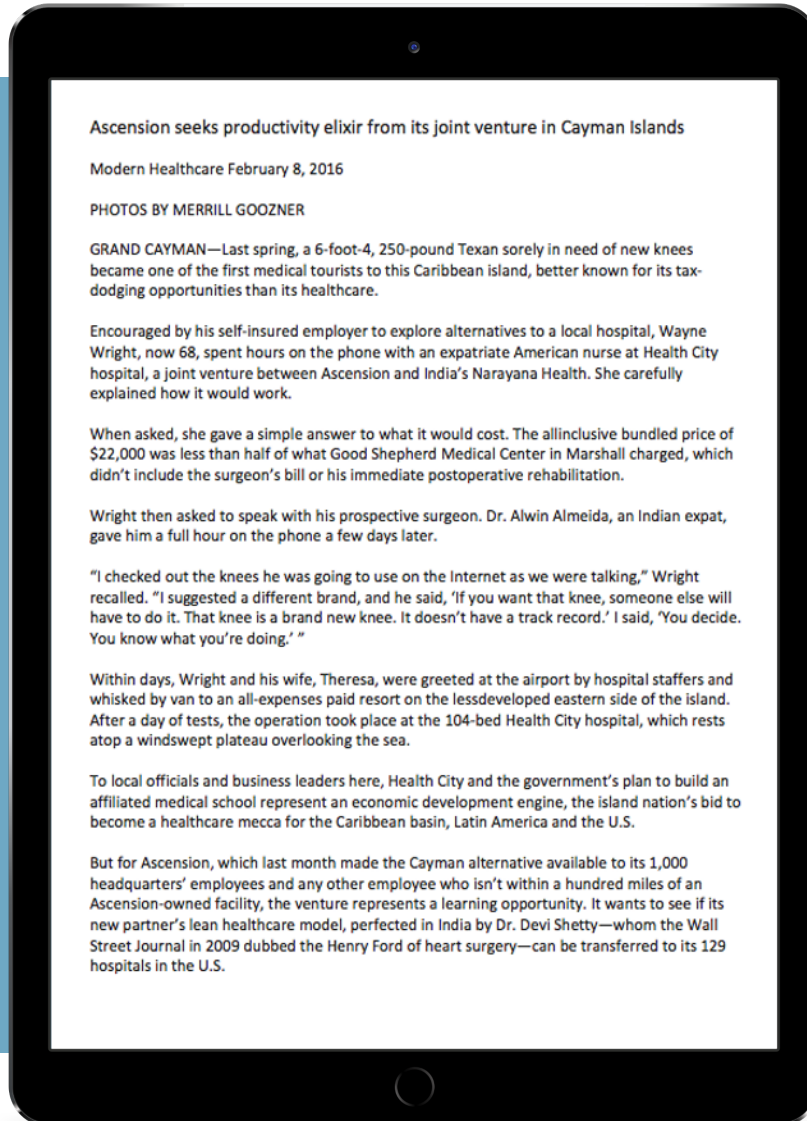 Ascension seeks productivity elixir from its joint venture in Cayman Islands
Modern Healthcare February 8, 2016
PHOTOS BY MERRILL GOOZNER
GRAND CAYMAN—Last spring, a 6-foot-4, 250-pound Texan sorely in need of new knees
became one of the first medical tourists to this Caribbean island, better known for its tax-
dodging opportunities than its healthcare.
Encouraged by his self-insured employer to explore alternatives to a local hospital, Wayne
Wright, now 68, spent hours on the phone with an expatriate American nurse at Health City
hospital, a joint venture between Ascension and India’s Narayana Health. She carefully
explained how it would work.
When asked, she gave a simple answer to what it would cost. The allinclusive bundled price of
$22,000 was less than half of what Good Shepherd Medical Center in Marshall charged, which
didn’t include the surgeon’s bill or his immediate postoperative rehabilitation.
Wright then asked to speak with his prospective surgeon. Dr. Alwin Almeida, an Indian expat,
gave him a full hour on the phone a few days later.
“I checked out the knees he was going to use on the Internet as we were talking,” Wright
recalled. “I suggested a different brand, and he said, ‘If you want that knee, someone else will
have to do it. That knee is a brand new knee. It doesn’t have a track record.’ I said, ‘You decide.
You know what you’re doing.’ ”
Within days, Wright and his wife, Theresa, were greeted at the airport by hospital staffers and
whisked by van to an all-expenses paid resort on the lessdeveloped eastern side of the island.
After a day of tests, the operation took place at the 104-bed Health City hospital, which rests
atop a windswept plateau overlooking the sea.
To local officials and business leaders here, Health City and the government’s plan to build an
affiliated medical school represent an economic development engine, the island nation’s bid to
become a healthcare mecca for the Caribbean basin, Latin America and the U.S.
But for Ascension, which last month made the Cayman alternative available to its 1,000
headquarters’ employees and any other employee who isn’t within a hundred miles of an
Ascension-owned facility, the venture represents a learning opportunity. It wants to see if its
new partner’s lean healthcare model, perfected in India by Dr. Devi Shetty—whom the Wall
Street Journal in 2009 dubbed the Henry Ford of heart surgery—can be transferred to its 129
hospitals in the U.S.